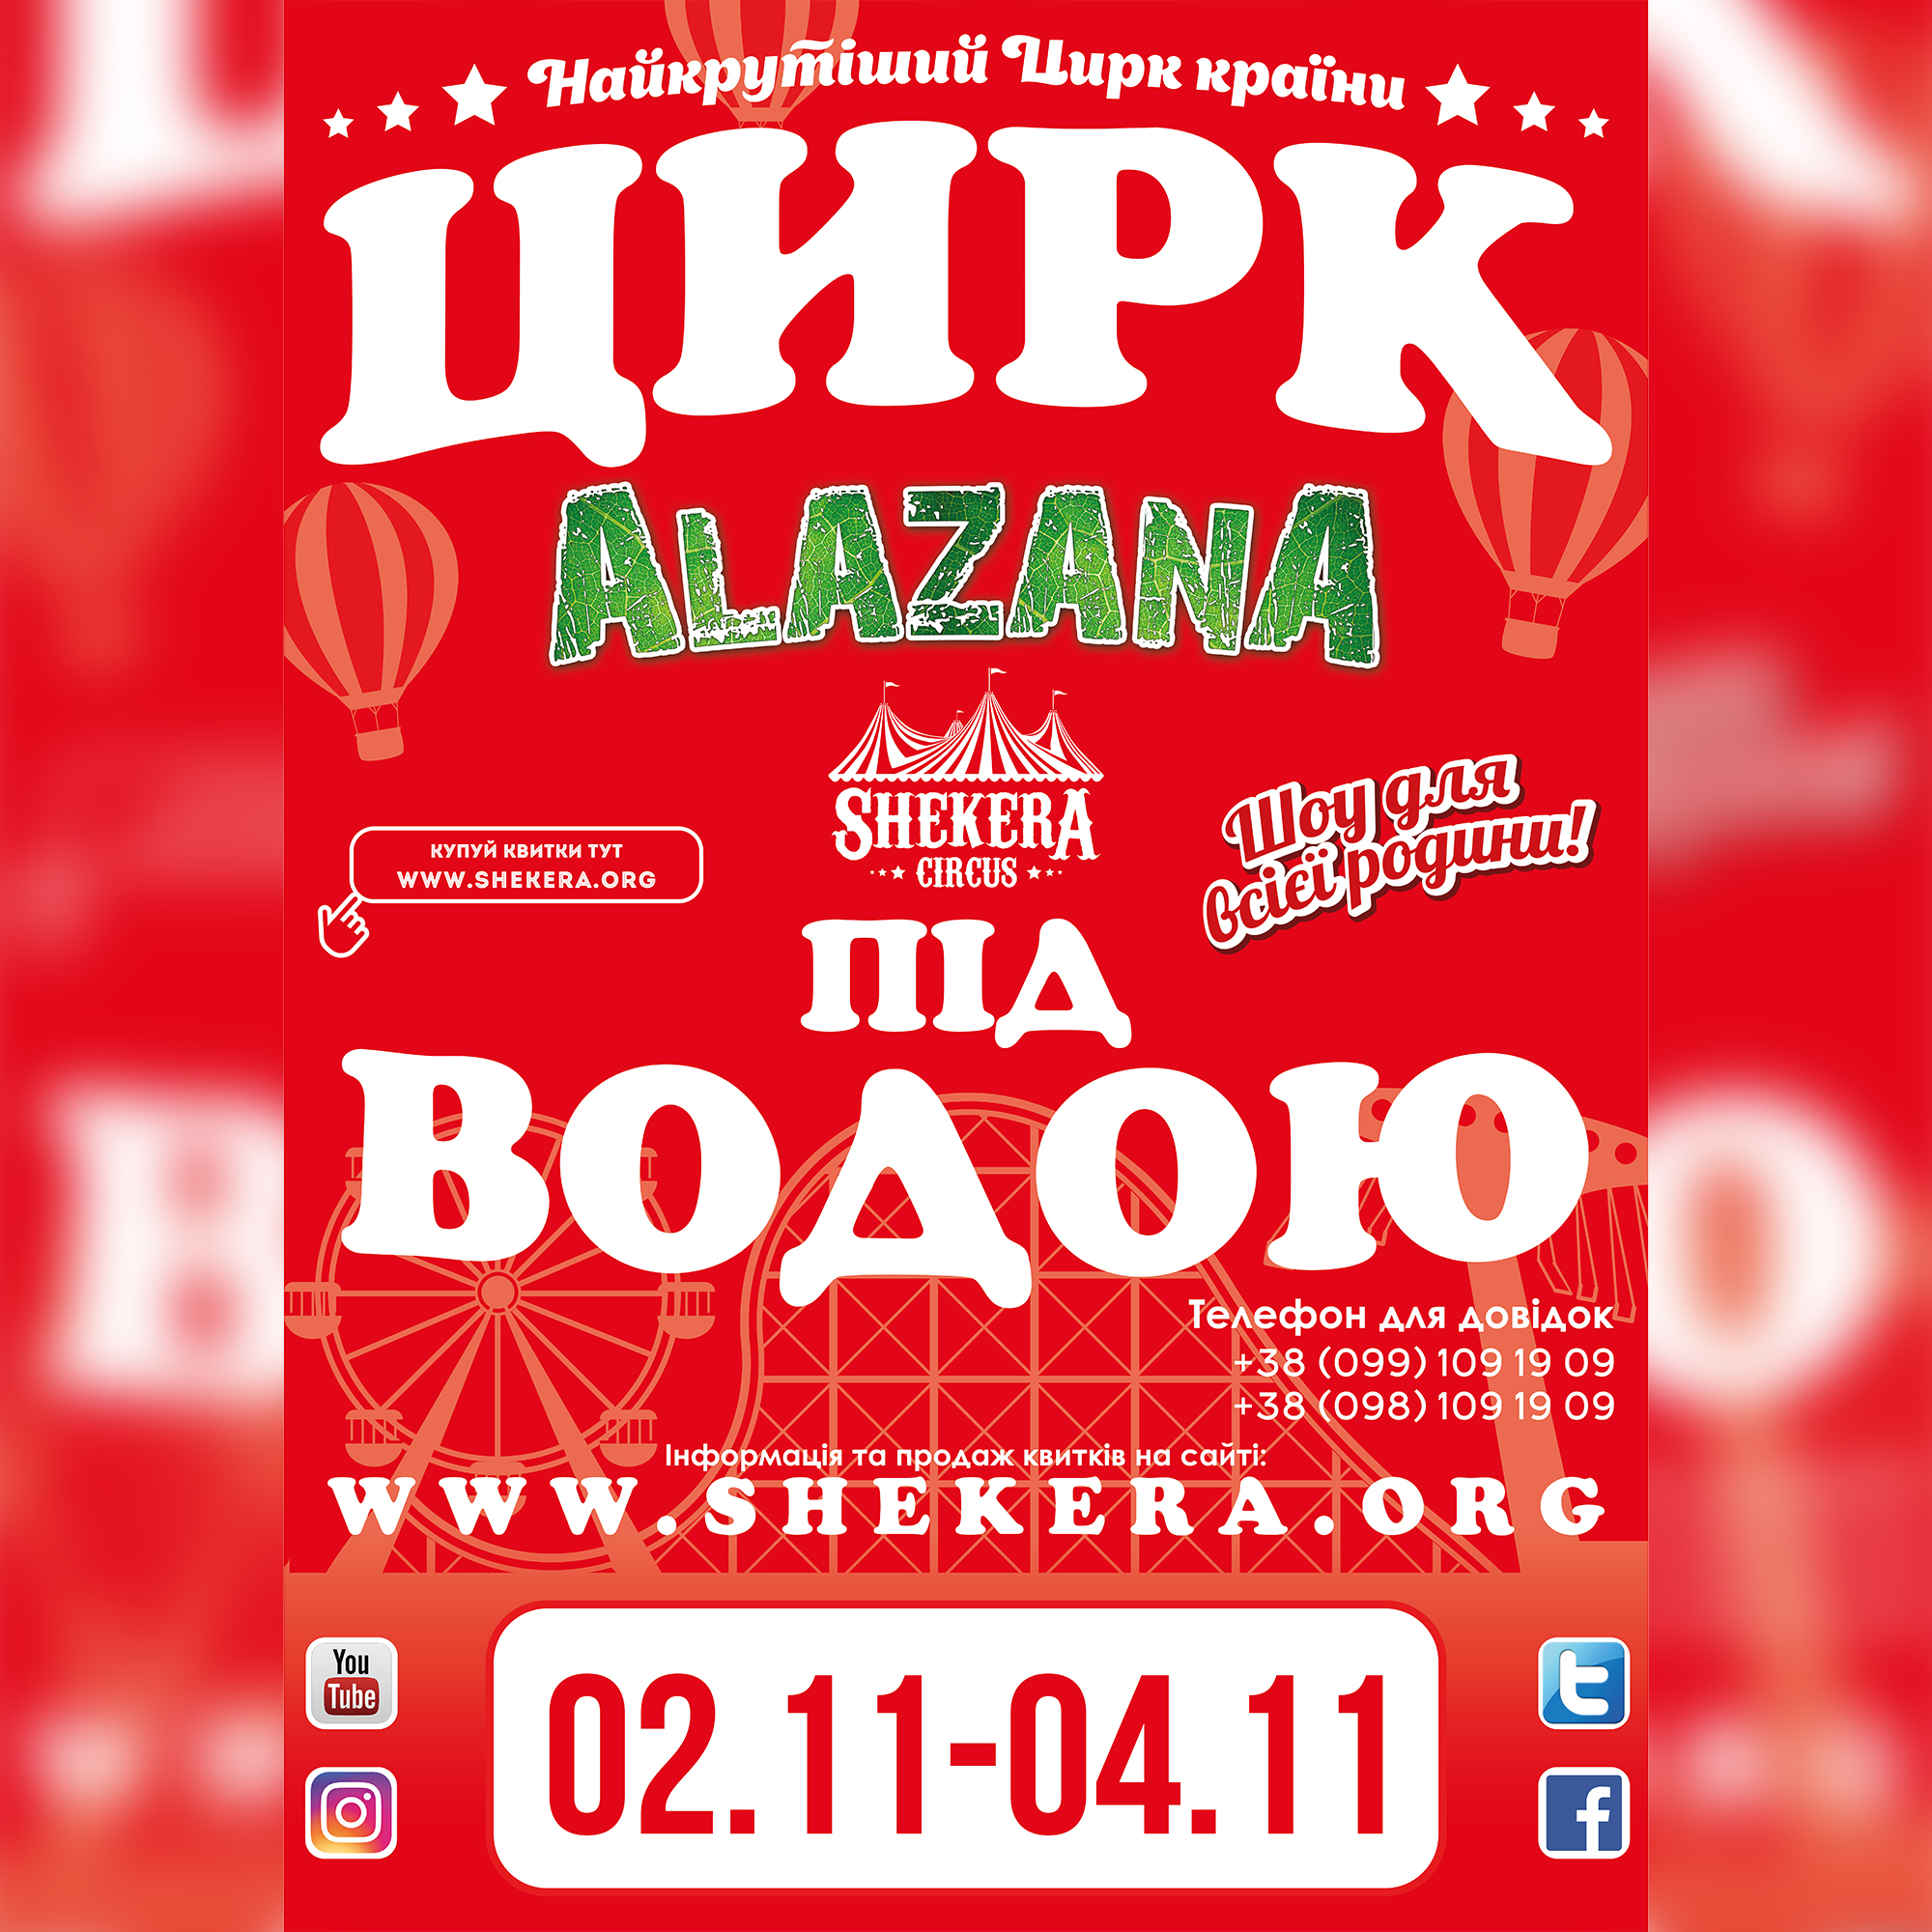 Найкрутіший Цирк країни
ЦИРК
ALAZANA
SHEKERA
CIRCUS
КУПУЙ КВИТКИ ТУТ
WWW.SHEKERA.ORG
Шоу для
всієї родини!
ПІД
ВОДОЮ
Телефон для довідок
+38 (099) 109 19 09
+38 (098) 109 19 09
Інформація та продаж квитків на сайті:
WWW.SHEKERA.ORG
You
Tube
02.11-04.11